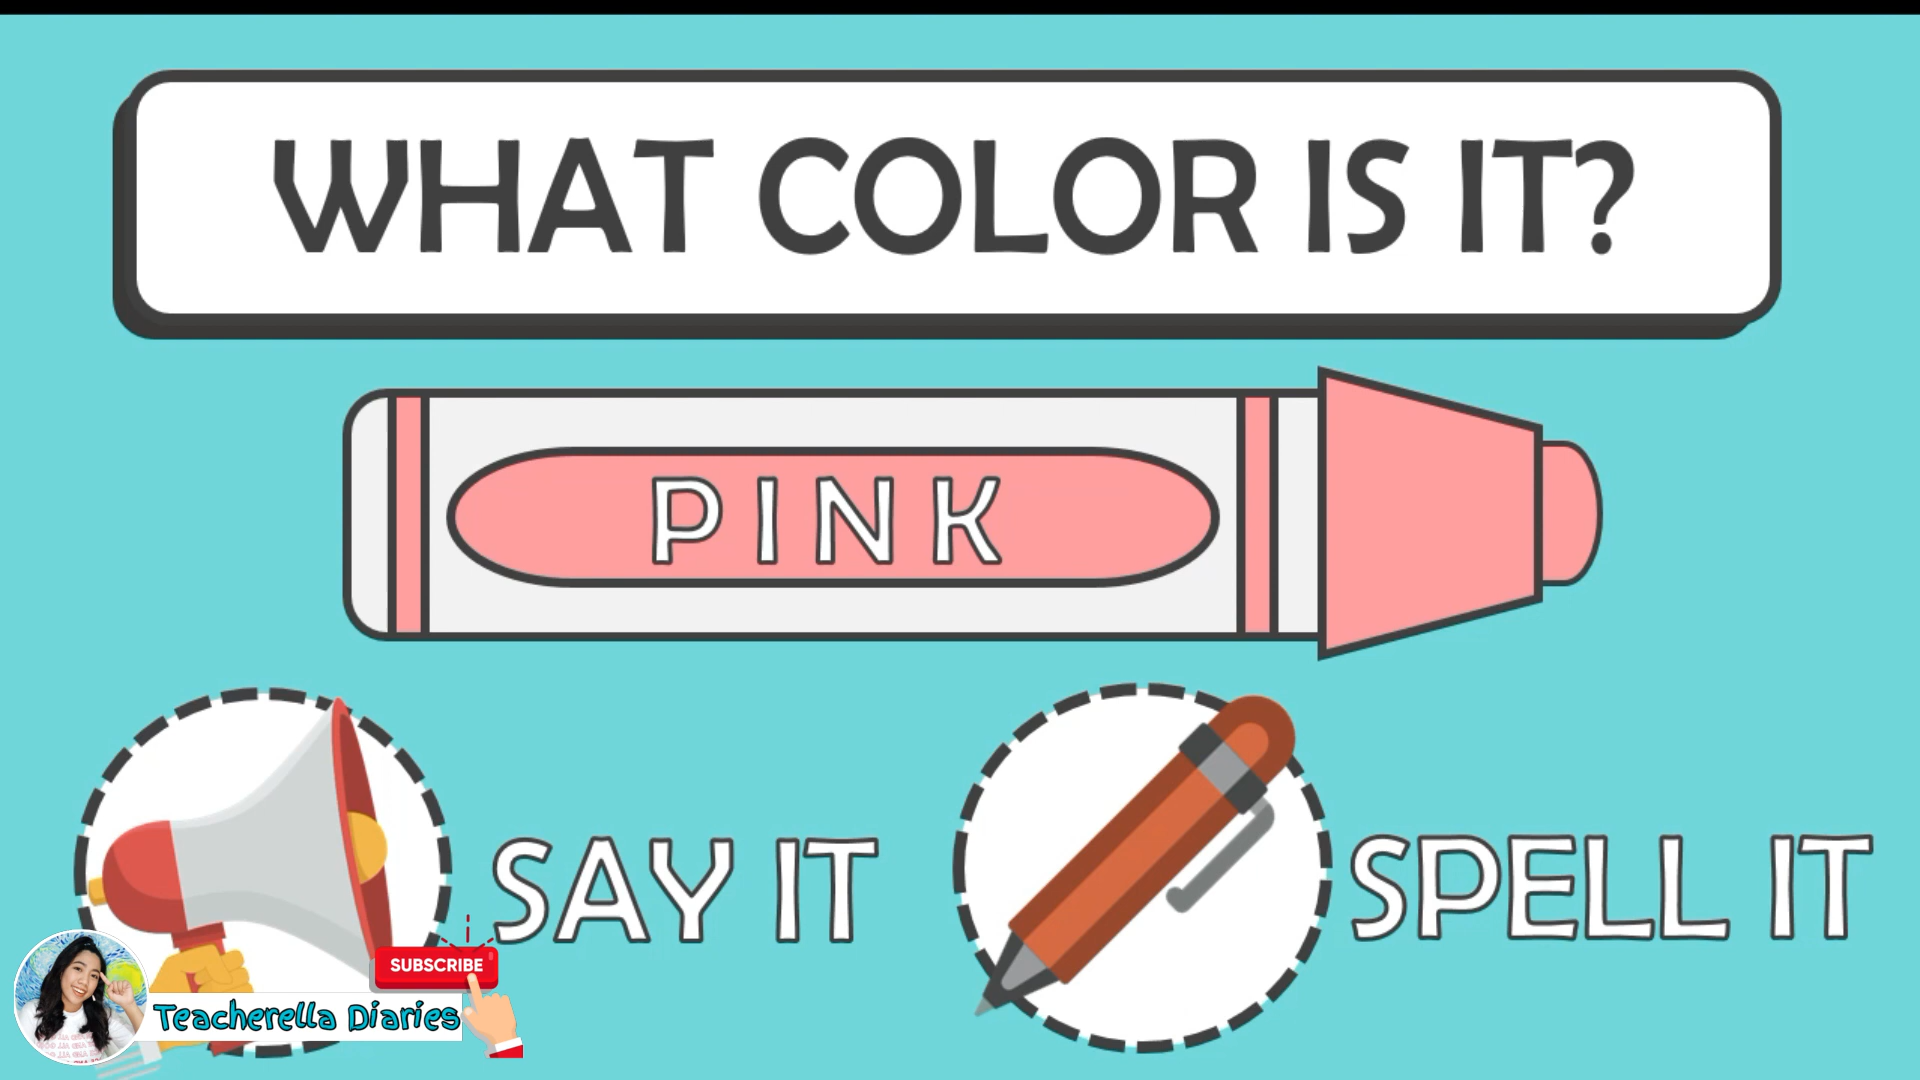 WHAT COLOR IS IT?
PINK
SAY IT
SPELL IT
SUBSCRIBE
Teacherella Diaries